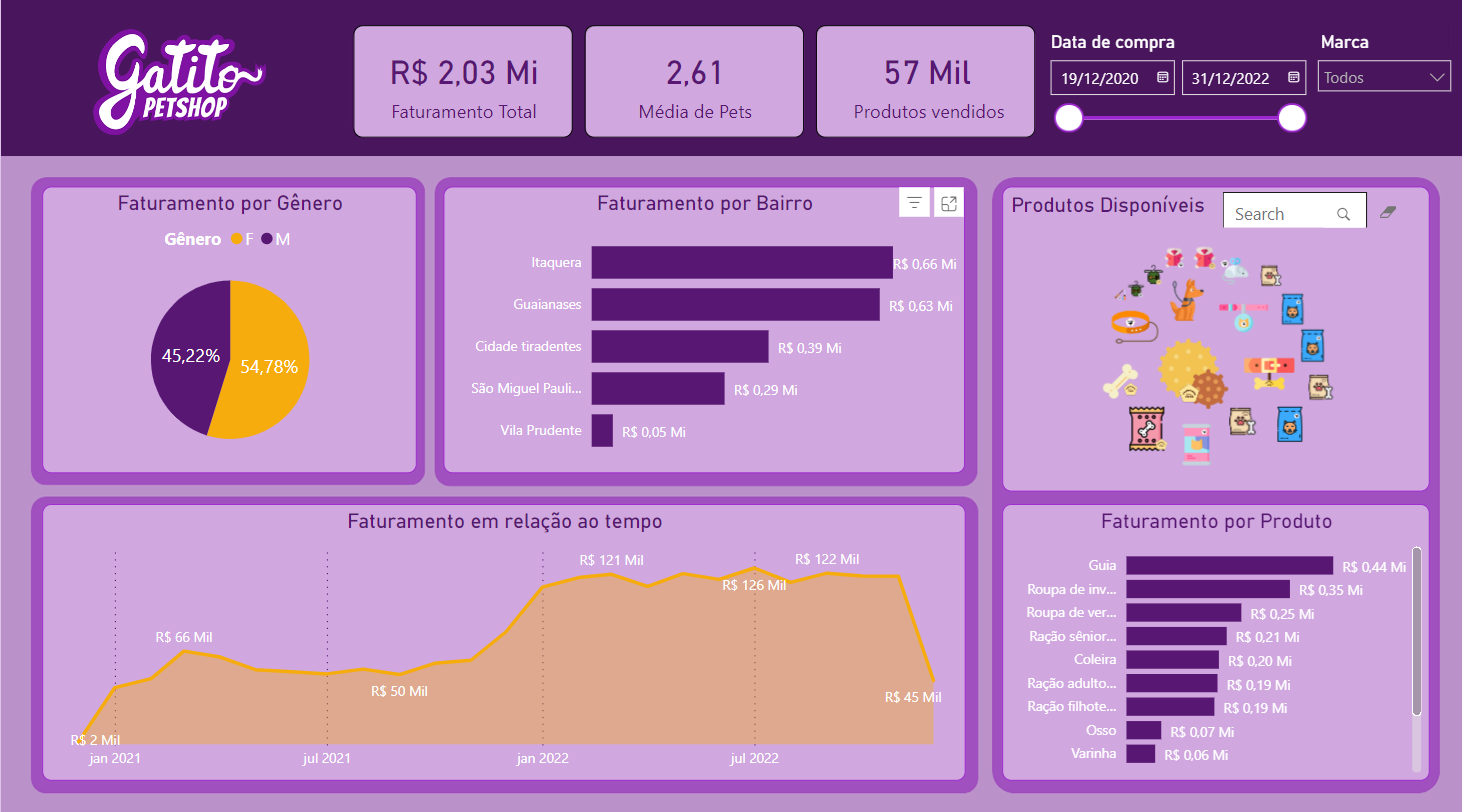 Gatito
PETSHOP
R$ 2,03 Mi
Faturamento Total
2,61
Média de Pets
57 Mil
Produtos vendidos
Data de compra
19/12/2020
31/12/2022
Marca
Todos
Faturamento por Gênero
Gênero F M
45,22%
54,78%
Faturamento por Bairro
Itaquera R$ 0,66 Mi
Guaianases R$ 0,63 Mi
Cidade tiradentes R$ 0,39 Mi
São Miguel Pauli... R$ 0,29 Mi
Vila Prudente R$ 0,05 Mi
Produtos Disponíveis
Search
Faturamento em relação ao tempo
R$ 2 Mil
R$ 66 Mil
R$ 50 Mil
R$ 121 Mil
R$ 126 Mil
R$ 122 Mil
R$ 45 Mil
jan 2021
jul 2021
jan 2022
jul 2022
Faturamento por Produto
Guia R$ 0,44 Mi
Roupa de inv... R$ 0,35 Mi
Roupa de ver... R$ 0,25 Mi
Ração sênior... R$ 0,21 Mi
Coleira R$ 0,20 Mi
Ração adulto... R$ 0,19 Mi
Ração filhote... R$ 0,19 Mi
Osso R$ 0,07 Mi
Varinha R$ 0,06 Mi